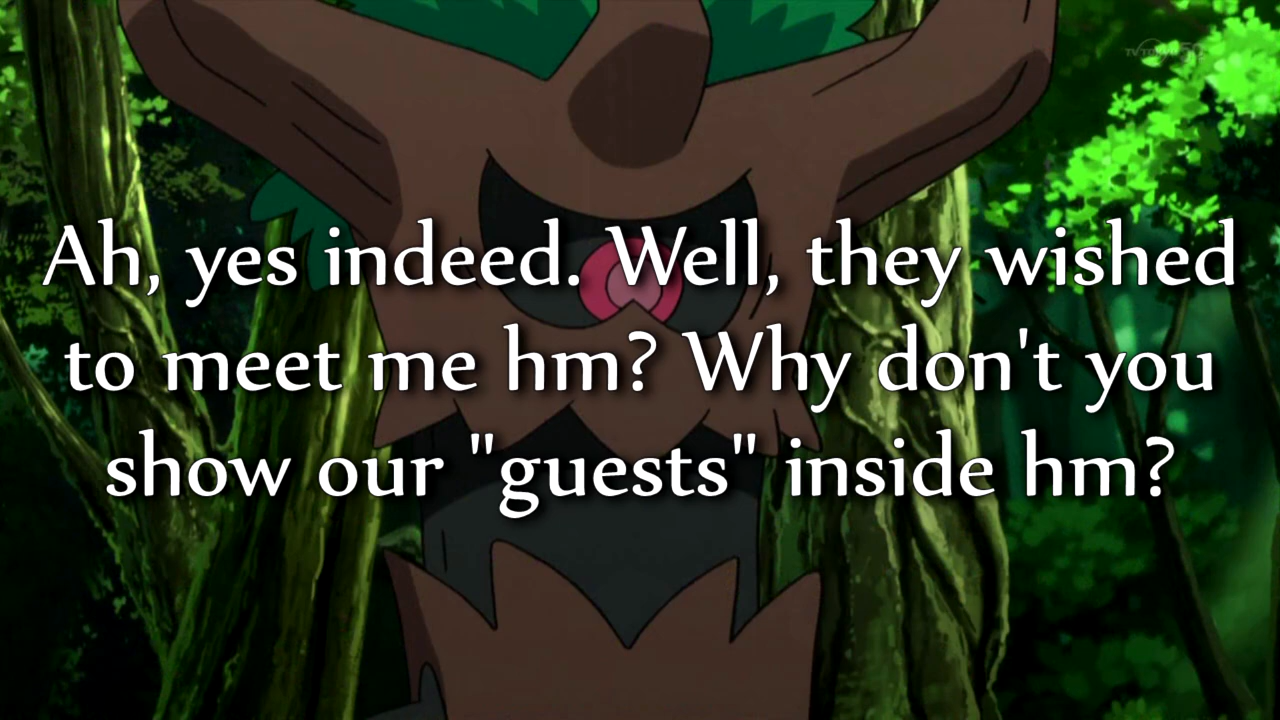 Ah, yes indeed. Well, they wished
to meet me hm? Why don't you
show our "guests" inside hm?